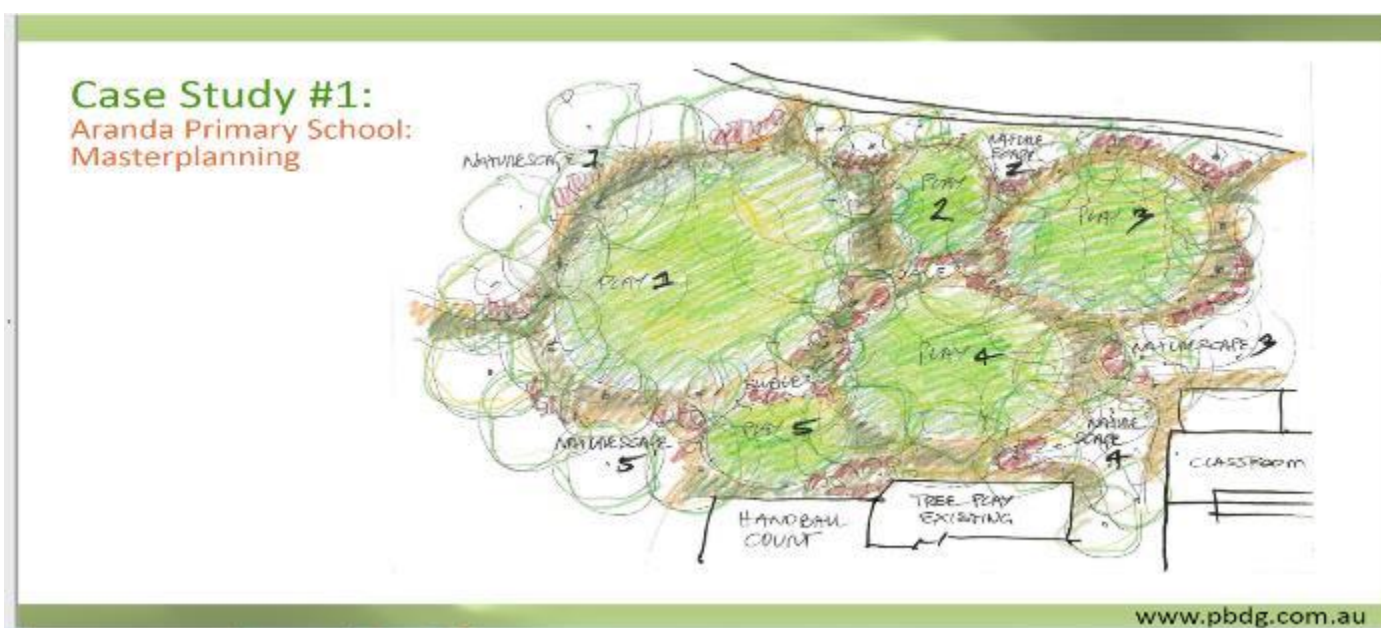 Case Study #1:
Aranda Primary School:
Masterplanning
NATURESCAPE 1
NATURE
SCAPE
2
PLAY
2
PLAY 3
PLAY 1
PLAY 4
NATURESCAPE 3
PLAY 5
NATURESCAPE
5
NATURE
SCAPE
4
CLASSROOM
TREE PLAY
EXISTING
HANDBALL
COURT
www.pbdg.com.au